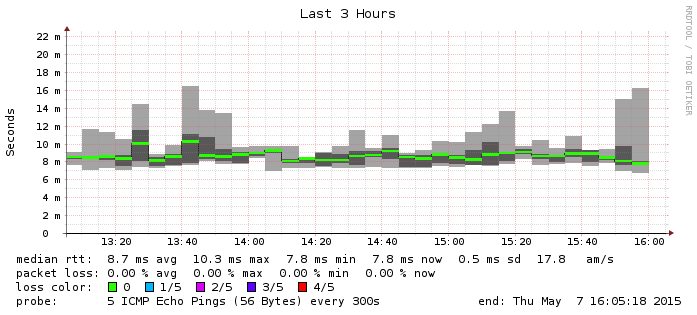 Last 3 Hours
RRDTOOL / TOBI OETIKER
Seconds
22 m
20 m
18 m
16 m
14 m
12 m
10 m
8 m
6 m
4 m
2 m
0
13:20 13:40 14:00 14:20 14:40 15:00 15:20 15:40 16:00
median rtt: 8.7 ms avg 10.3 ms max 7.8 ms min 7.8 ms now 0.5 ms sd 17.8 am/s
packet loss: 0.00 % avg 0.00 % max 0.00 % min 0.00 % now
loss color: 0 1/5 2/5 3/5 4/5
probe: 5 ICMP Echo Pings (56 Bytes) every 300s end: Thu May 7 16:05:18 2015